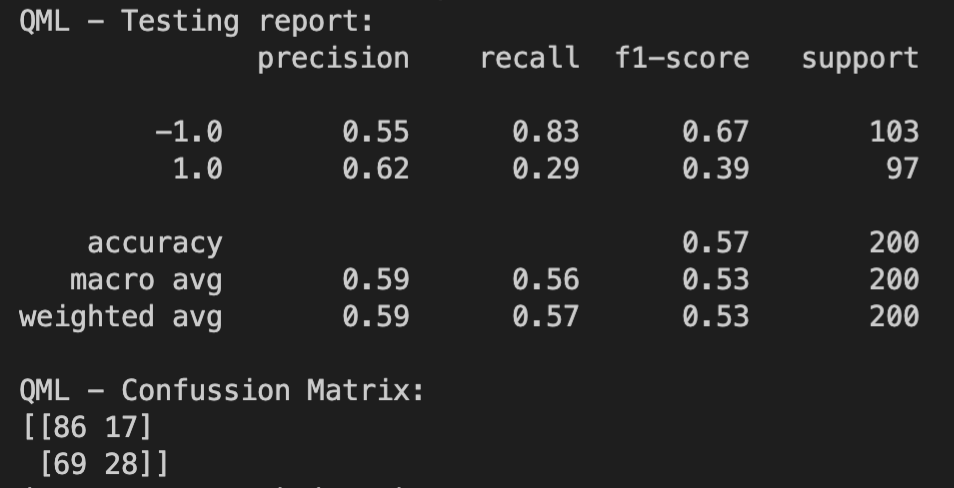 QML – Testing report:
precision recall f1-score support
-1.0 0.55 0.83 0.67 103
1.0 0.62 0.29 0.39 97
accuracy 0.57 200
macro avg 0.59 0.56 0.53 200
weighted avg 0.59 0.57 0.53 200
QML – Confussion Matrix:
[[86 17]
[69 28]]